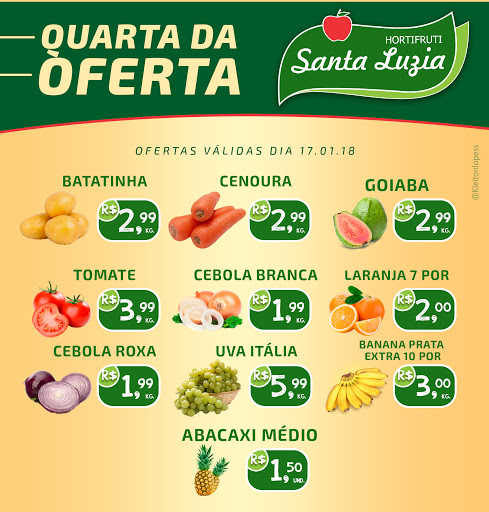 QUARTA DA
OFERTA
HORTIFRUTI
Santa Luzia
OFERTAS VÁLIDAS DIA 17.01.18
@Kleitonlopess
BATATINHA
R$ 2,99 KG.
CENOURA
R$ 2,99 KG.
GOIABA
R$ 2,99 KG.
TOMATE
R$ 3,99 KG.
CEBOLA BRANCA
R$ 1,99 KG.
LARANJA 7 POR
R$ 2,00 KG.
CEBOLA ROXA
R$ 1,99 KG.
UVA ITÁLIA
R$ 5,99 KG.
BANANA PRATA
EXTRA 10 POR
R$ 3,00 KG.
ABACAXI MÉDIO
R$ 1,50 UND.